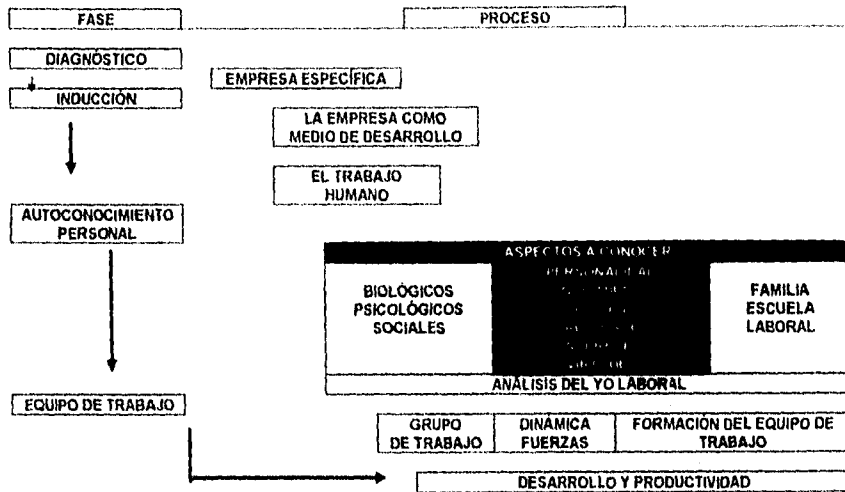 FASE
PROCESO
DIAGNÓSTICO
EMPRESA ESPECÍFICA
INDUCCIÓN
LA EMPRESA COMO
MEDIO DE DESARROLLO
EL TRABAJO
HUMANO
AUTOCONOCIMIENTO
PERSONAL
ASPECTOS A CONOCER
PERSONALIDAD
BIOLÓGICOS
PSICOLÓGICOS
SOCIALES
FAMILIA
ESCUELA
LABORAL
ANÁLISIS DEL YO LABORAL
EQUIPO DE TRABAJO
GRUPO
DE TRABAJO
DINÁMICA
FUERZAS
FORMACIÓN DEL EQUIPO DE
TRABAJO
DESARROLLO Y PRODUCTIVIDAD